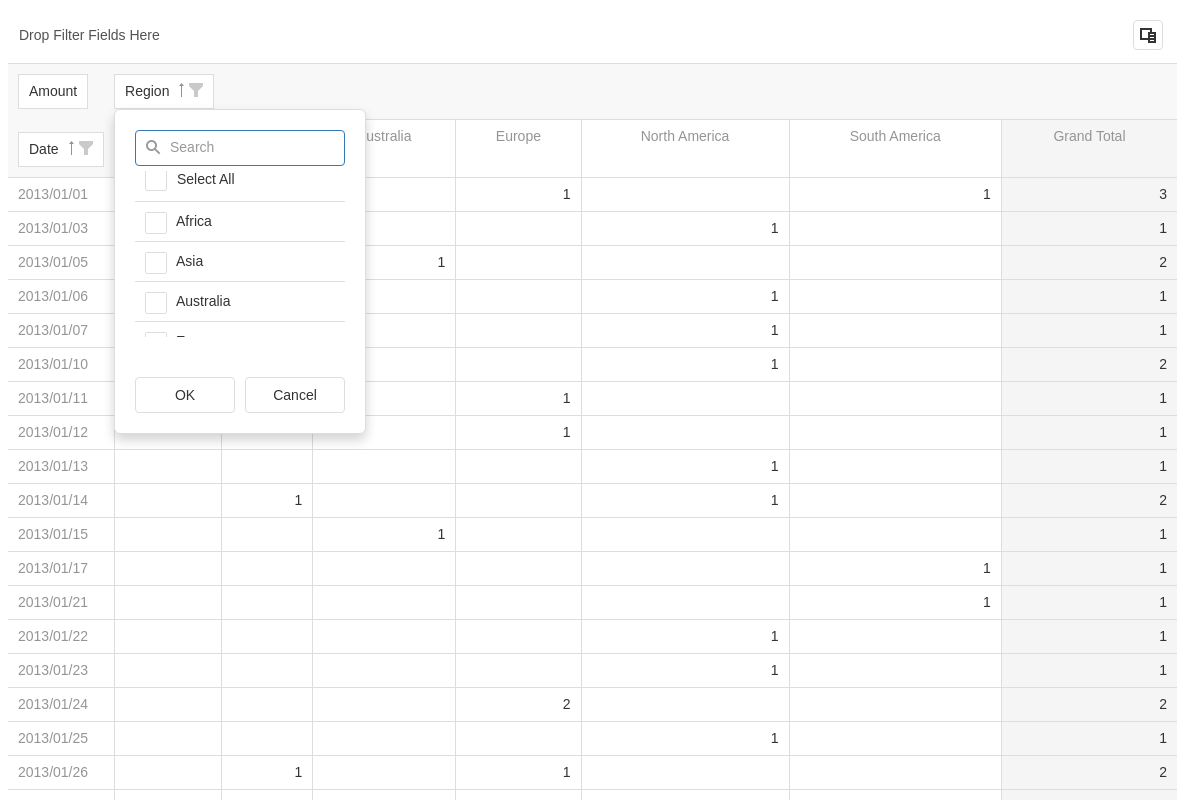 Drop Filter Fields Here
Amount Region
Date ustralia Europe North America South America Grand Total
Search
Select All
Africa
Asia
Australia
OK Cancel
2013/01/01 1 1 3
2013/01/03 1 1
2013/01/05 1 2
2013/01/06 1 1
2013/01/07 1 1
2013/01/10 1 2
2013/01/11 1 1
2013/01/12 1 1
2013/01/13 1 1
2013/01/14 1 1 2
2013/01/15 1 1
2013/01/17 1 1
2013/01/21 1 1
2013/01/22 1 1
2013/01/23 1 1
2013/01/24 2 2
2013/01/25 1 1
2013/01/26 1 1 2